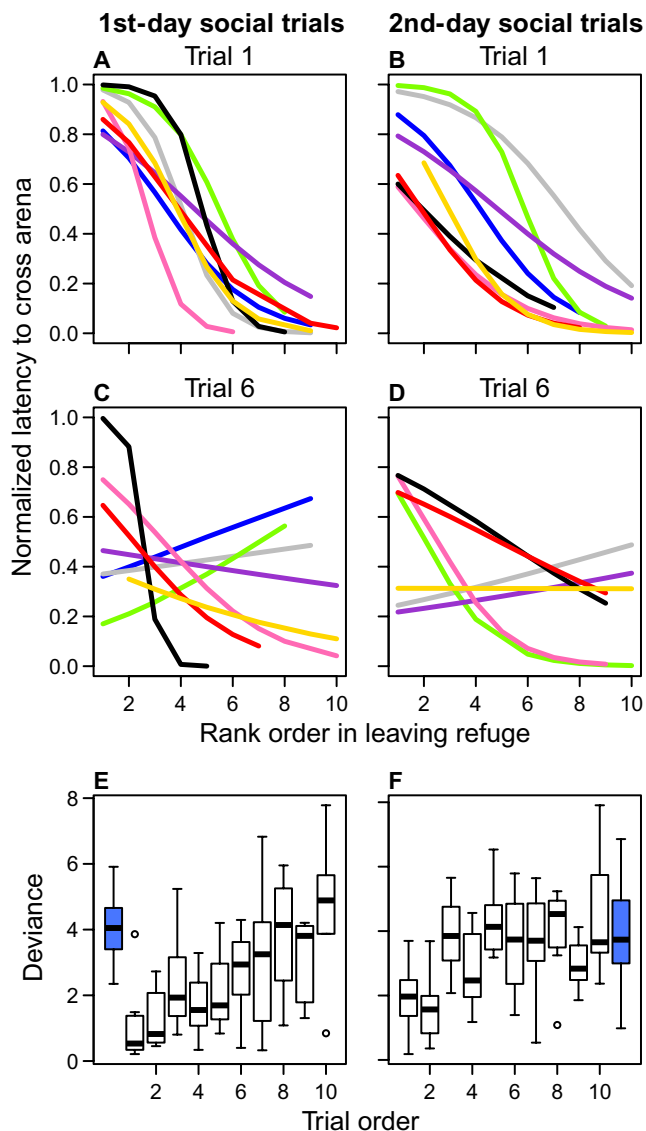 1st-day social trials 2nd-day social trials
A Trial 1 B Trial 1
1.0
0.8
0.6
0.4
0.2
0.0
C Trial 6 D Trial 6
1.0
0.8
0.6
0.4
0.2
0.0
2 4 6 8 10 2 4 6 8 10
Normalized latency to cross arena
Rank order in leaving refuge
E F
8
6
4
2
0
2 4 6 8 10 2 4 6 8 10
Deviance
Trial order